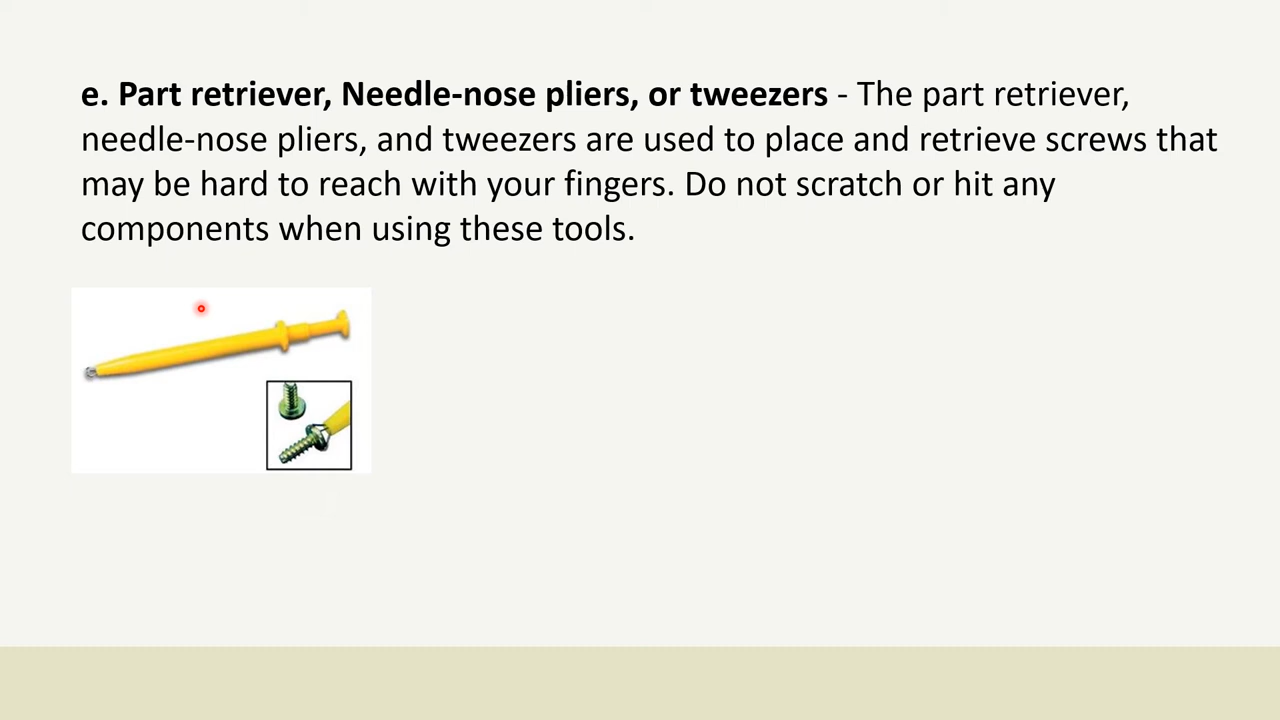 e. Part retriever, Needle-nose pliers, or tweezers - The part retriever,
needle-nose pliers, and tweezers are used to place and retrieve screws that
may be hard to reach with your fingers. Do not scratch or hit any
components when using these tools.